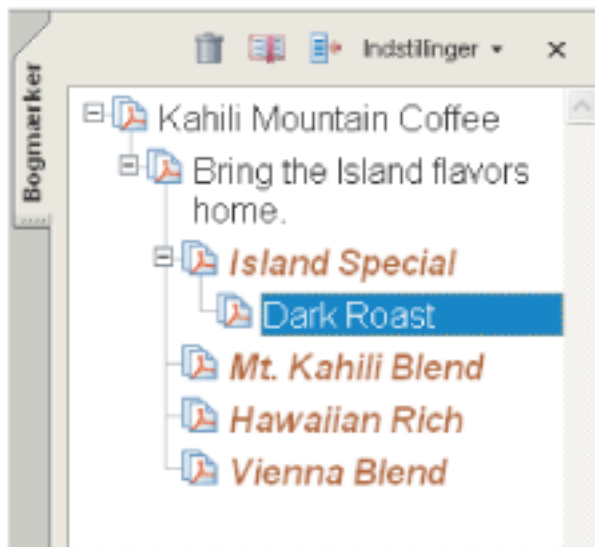 Indstillinger
Bogmærker
Kahili Mountain Coffee
Bring the Island flavors
home.
Island Special
Dark Roast
Mt. Kahili Blend
Hawaiian Rich
Vienna Blend